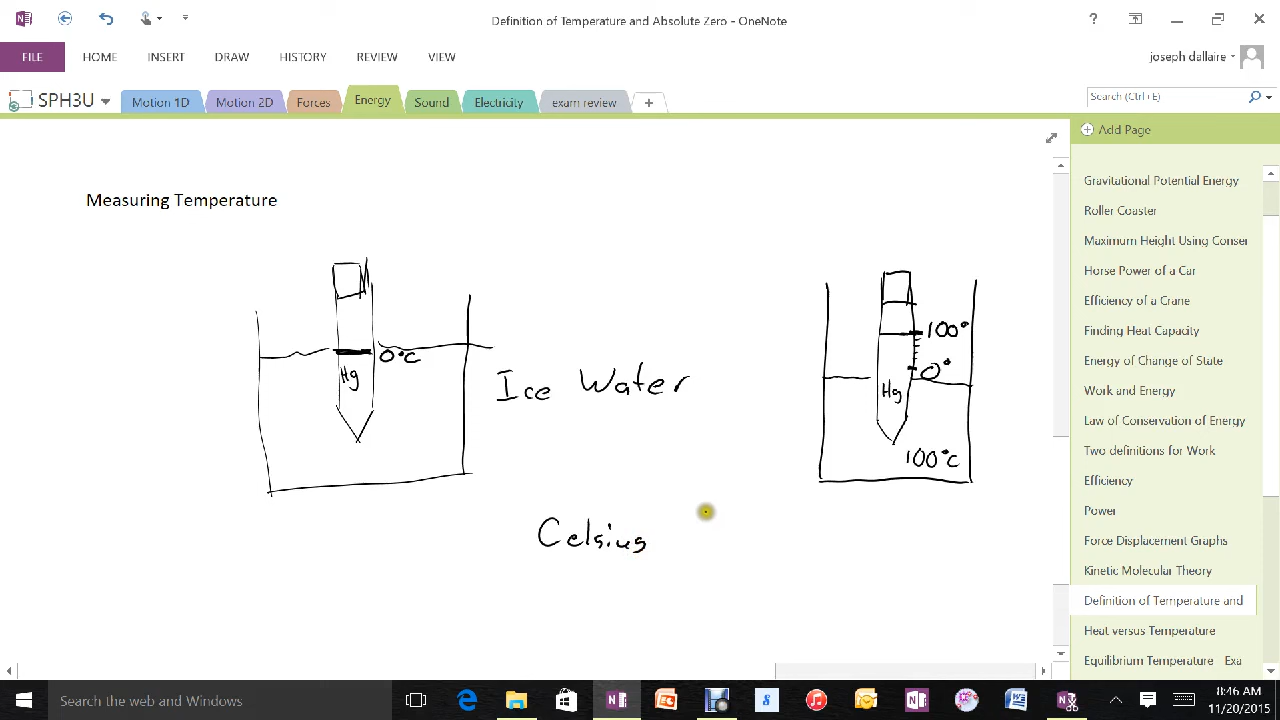 Definition of Temperature and Absolute Zero - OneNote
?
FILE HOME INSERT DRAW HISTORY REVIEW VIEW
joseph dallaire
SPH3U Motion 1D Motion 2D Forces Energy Sound Electricity exam review +
Search (Ctrl+E)
Add Page
Measuring Temperature
0°C
Hg
Ice Water
100°
0°
Hg
100°C
Celsius
Gravitational Potential Energy
Roller Coaster
Maximum Height Using Conser
Horse Power of a Car
Efficiency of a Crane
Finding Heat Capacity
Energy of Change of State
Work and Energy
Law of Conservation of Energy
Two definitions for Work
Efficiency
Power
Force Displacement Graphs
Kinetic Molecular Theory
Definition of Temperature and
Heat versus Temperature
Equilibrium Temperature Exa
Search the web and Windows
8:46 AM
11/20/2015